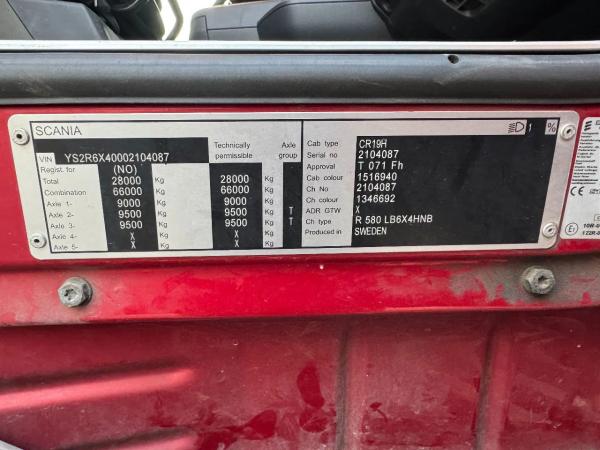 SCANIA
VIN YS2R6X40002104087
Regist. for (NO)
Total 28000 Kg
Combination 66000 Kg
Axle 1- 9000 Kg
Axle 2- 9500 Kg
Axle 3- 9500 Kg
Axle 4- X Kg
Axle 5- X Kg
Technically permissible
Axle group
28000 Kg
66000 Kg
9000 Kg
9500 Kg T
9500 Kg T
X Kg
X Kg
1 %
Cab type CR19H
Serial no 2104087
Approval T 071 Fh
Cab colour 1516940
Ch No 2104087
Ch colour 1346692
ADR GTW X
Ch type R 580 LB6X4HNB
Produced in SWEDEN
CE